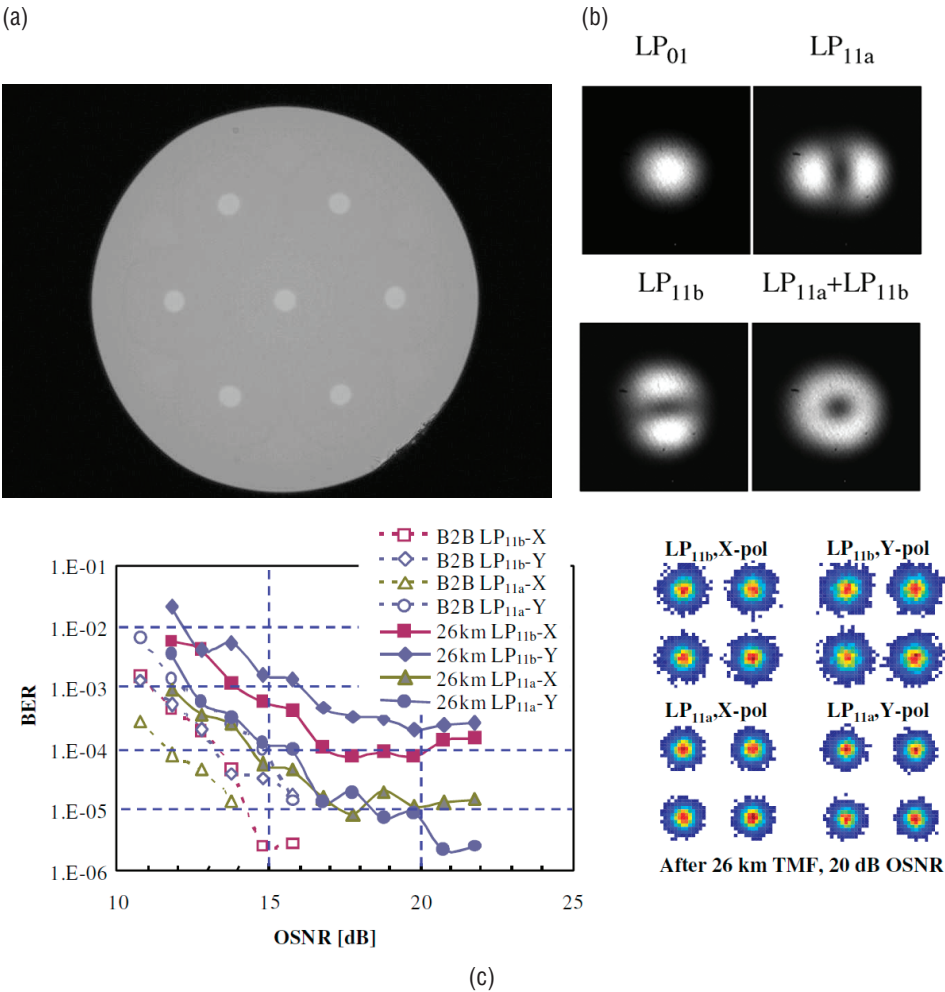 (a)
(b)
LP01
LP11a
LP11b
LP11a+LP11b
1.E-01
1.E-02
1.E-03
1.E-04
1.E-05
1.E-06
BER
10
15
20
25
OSNR [dB]
B2B LP11b-X
B2B LP11b-Y
B2B LP11a-X
B2B LP11a-Y
26km LP11b-X
26km LP11b-Y
26km LP11a-X
26km LP11a-Y
LP11b,X-pol
LP11b,Y-pol
LP11a,X-pol
LP11a,Y-pol
After 26 km TMF, 20 dB OSNR
(c)